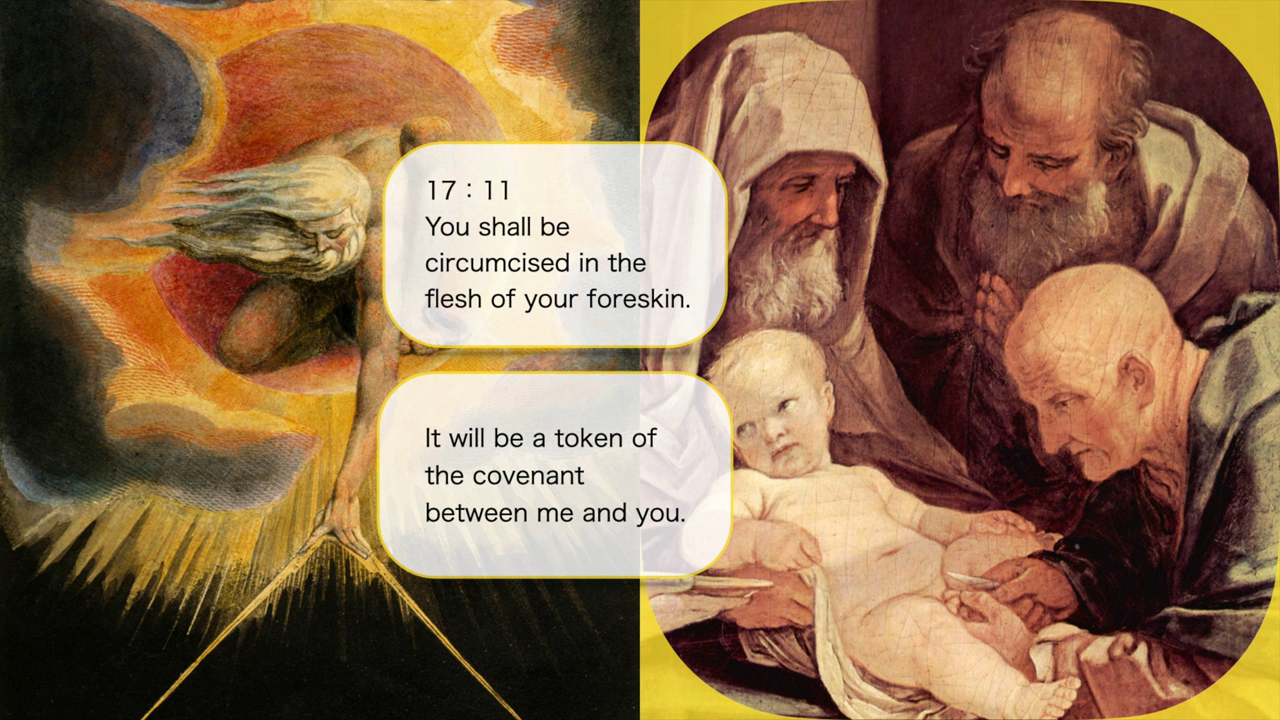 17 : 11
You shall be
circumcised in the
flesh of your foreskin.
It will be a token of
the covenant
between me and you.